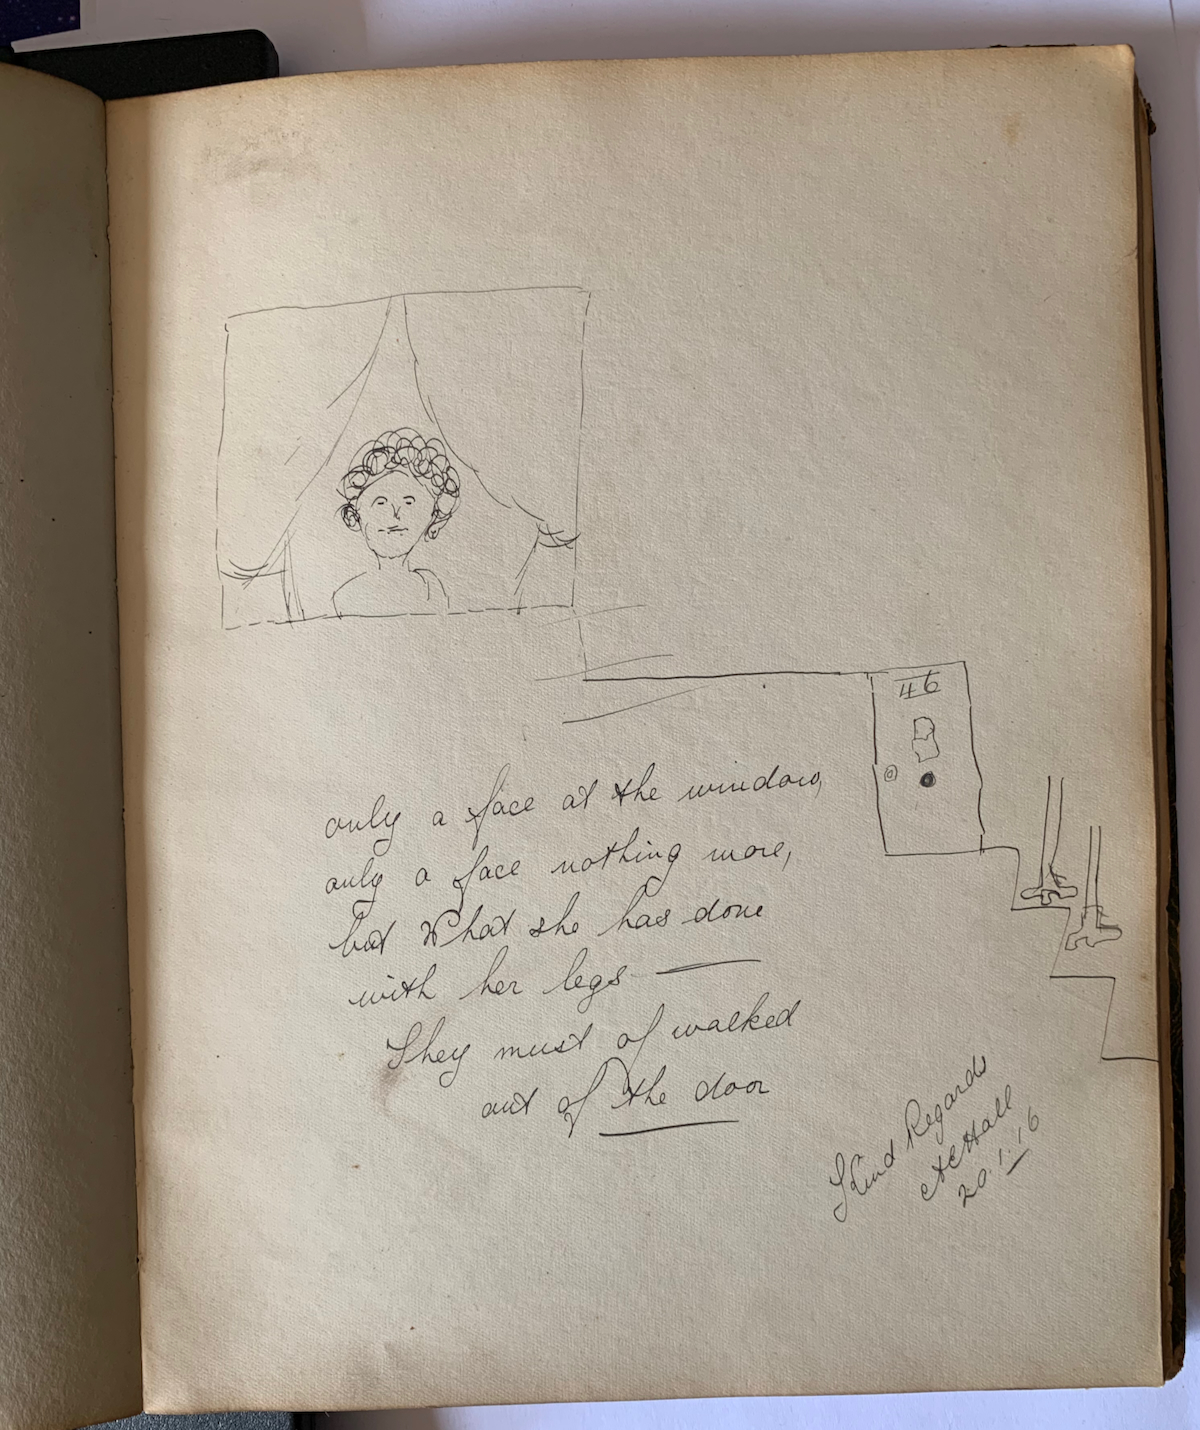 46
only a face at the window,
only a face nothing more,
but What she has done
with her legs —
They must of walked
out of the door
Kind Regards
ACHall
20.1.16